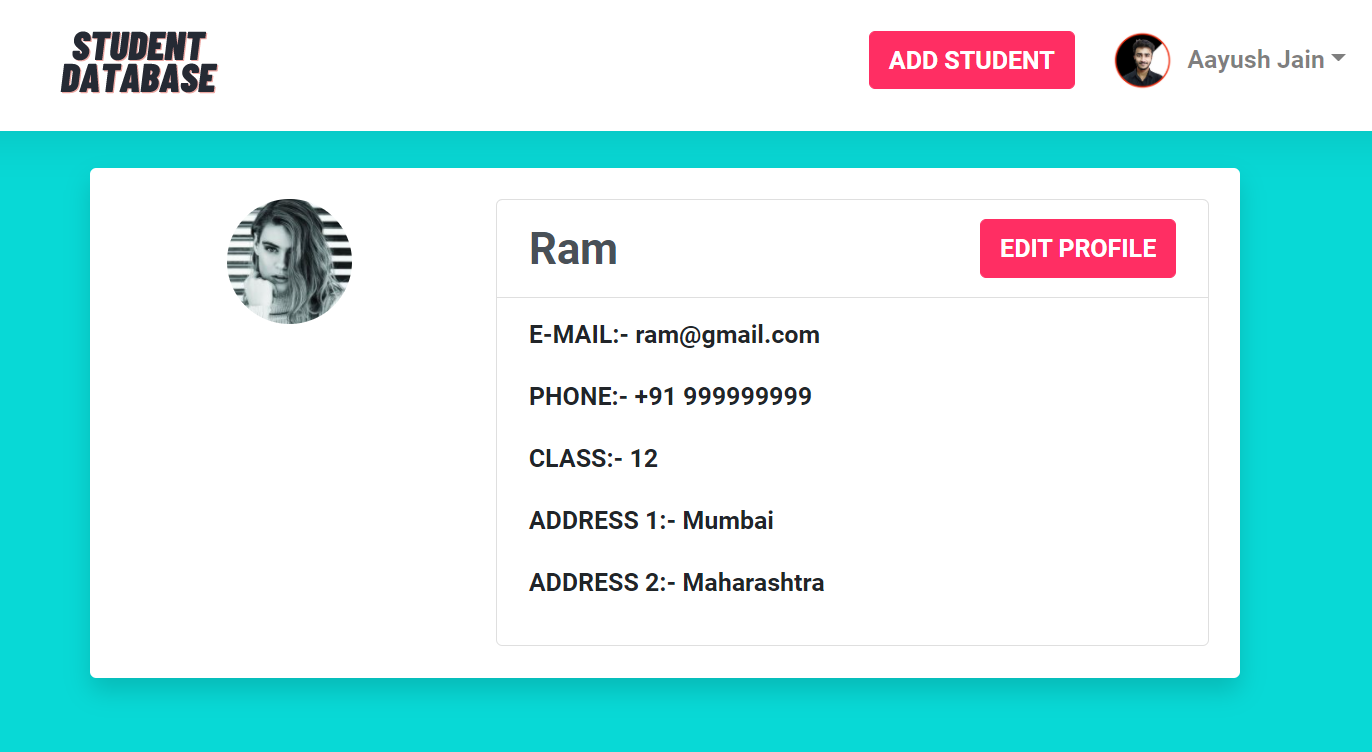 STUDENT
DATABASE
ADD STUDENT
Aayush Jain
Ram
EDIT PROFILE
E-MAIL:- ram@gmail.com
PHONE:- +91 999999999
CLASS:- 12
ADDRESS 1:- Mumbai
ADDRESS 2:- Maharashtra